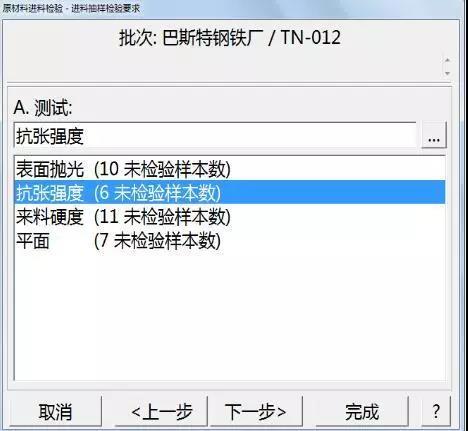 原材料进料检验 - 进料抽样检验要求
批次: 巴斯特钢铁厂 / TN-012
A. 测试:
抗张强度 ...
表面抛光 (10 未检验样本数)
抗张强度 (6 未检验样本数)
来料硬度 (11 未检验样本数)
平面 (7 未检验样本数)
取消 <上一步 下一步> 完成 ?